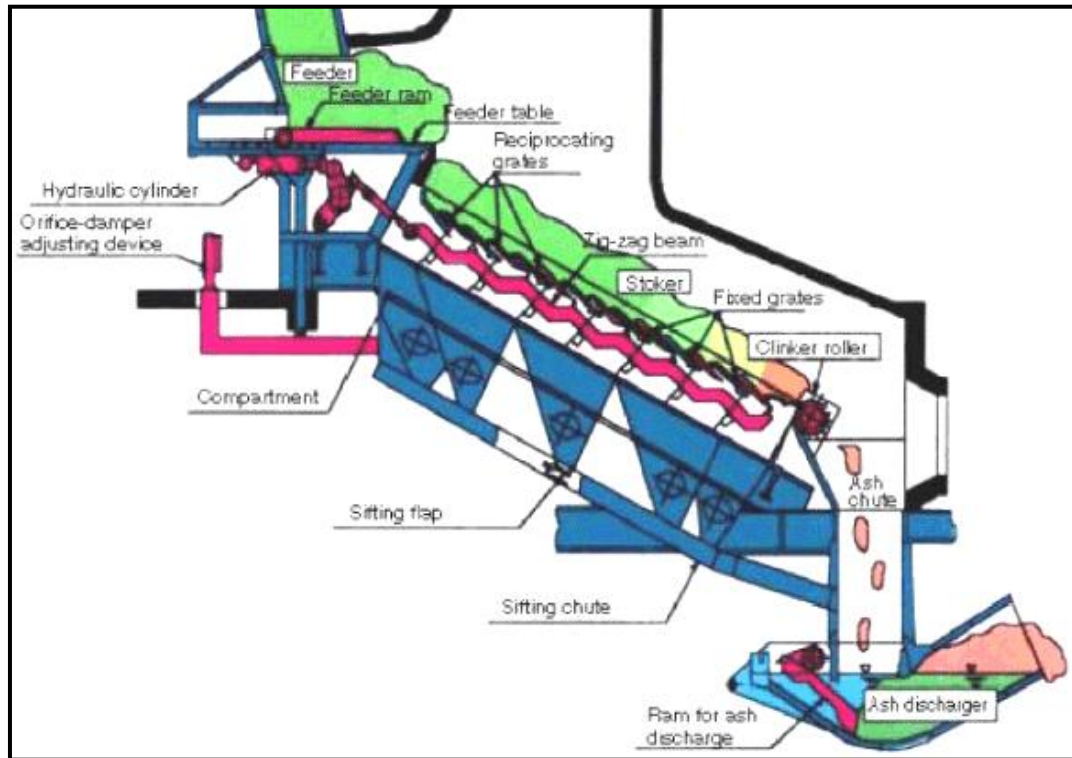 Feeder
Feeder ram
Feeder table
Reciprocating
grates
Hydraulic cylinder
Orifice-damper
adjusting device
Zig-zag beam
Stoker
Fixed grates
Clinker roller
Compartment
Ash
chute
Sifting flap
Sifting chute
Ram for ash
discharge
Ash discharger